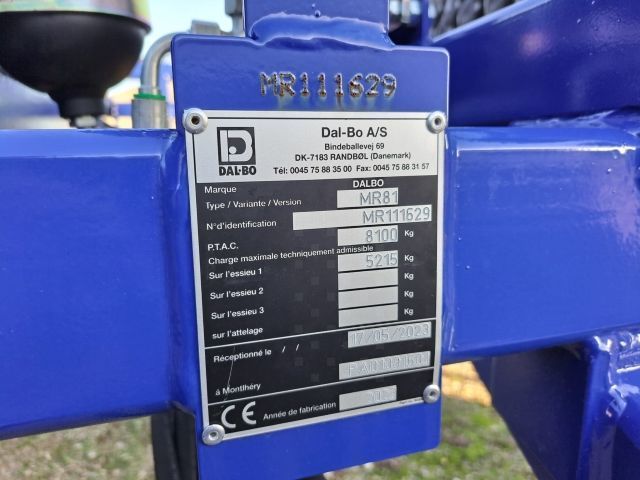 MR111629
Dal-Bo A/S
Bindeballevej 69
DK-7183 RANDBØL (Danemark)
Tél: 0045 75 88 35 00 Fax: 0045 75 88 31 57
DAL-BO
Marque DALBO
Type / Variante / Version MR81
N°d'identification MR111629
P.T.A.C. 8100 Kg
Charge maximale techniquement admissible
Sur l'essieu 1 5215 Kg
Sur l'essieu 2 Kg
Sur l'essieu 3 Kg
sur l'attelage Kg
Réceptionné le / / 17/05/2023
à Montlhéry
CE Année de fabrication